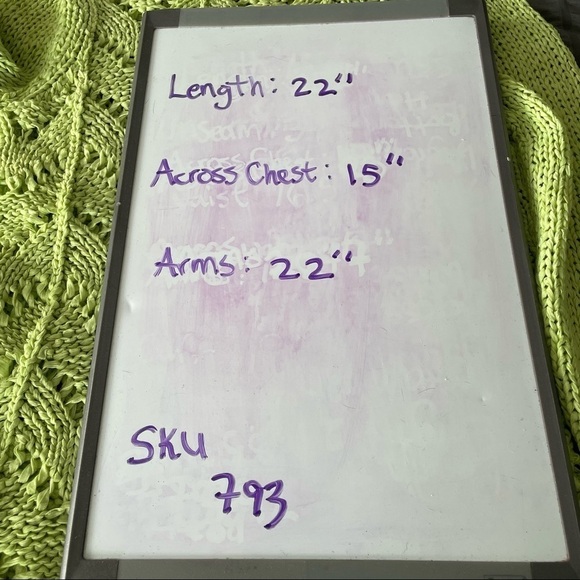 Length: 22"
Across Chest: 15"
Arms: 22"
SKU
793